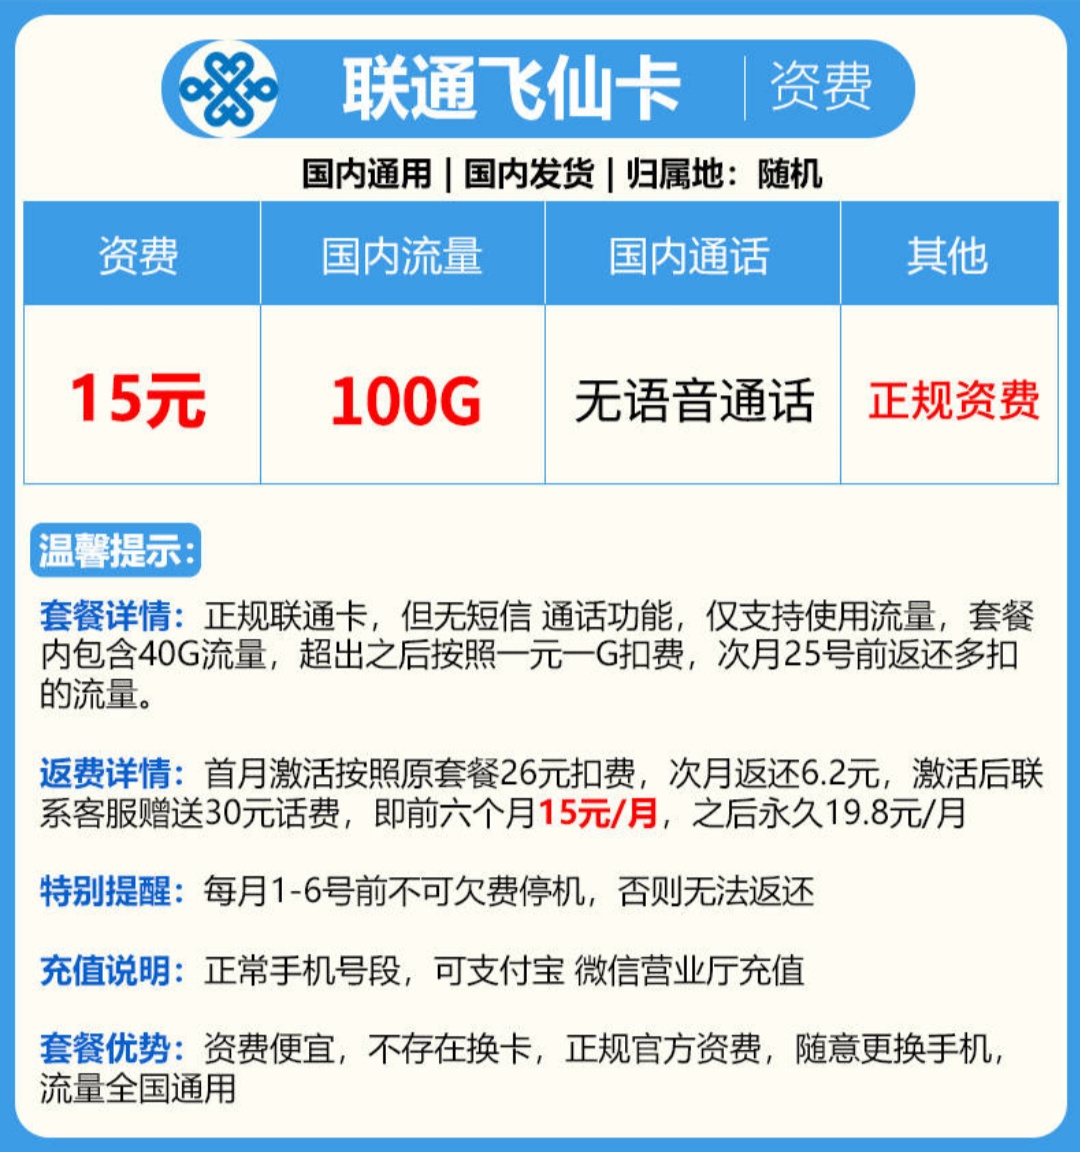 联通飞仙卡 资费
国内通用 | 国内发货 | 归属地：随机
资费 国内流量 国内通话 其他
15元 100G 无语音通话 正规资费
温馨提示：
套餐详情：正规联通卡，但无短信 通话功能，仅支持使用流量，套餐
内包含40G流量，超出之后按照一元一G扣费，次月25号前返还多扣
的流量。
返费详情：首月激活按照原套餐26元扣费，次月返还6.2元，激活后联
系客服赠送30元话费，即前六个月15元/月，之后永久19.8元/月
特别提醒：每月1-6号前不可欠费停机，否则无法返还
充值说明：正常手机号段，可支付宝 微信营业厅充值
套餐优势：资费便宜，不存在换卡，正规官方资费，随意更换手机，
流量全国通用